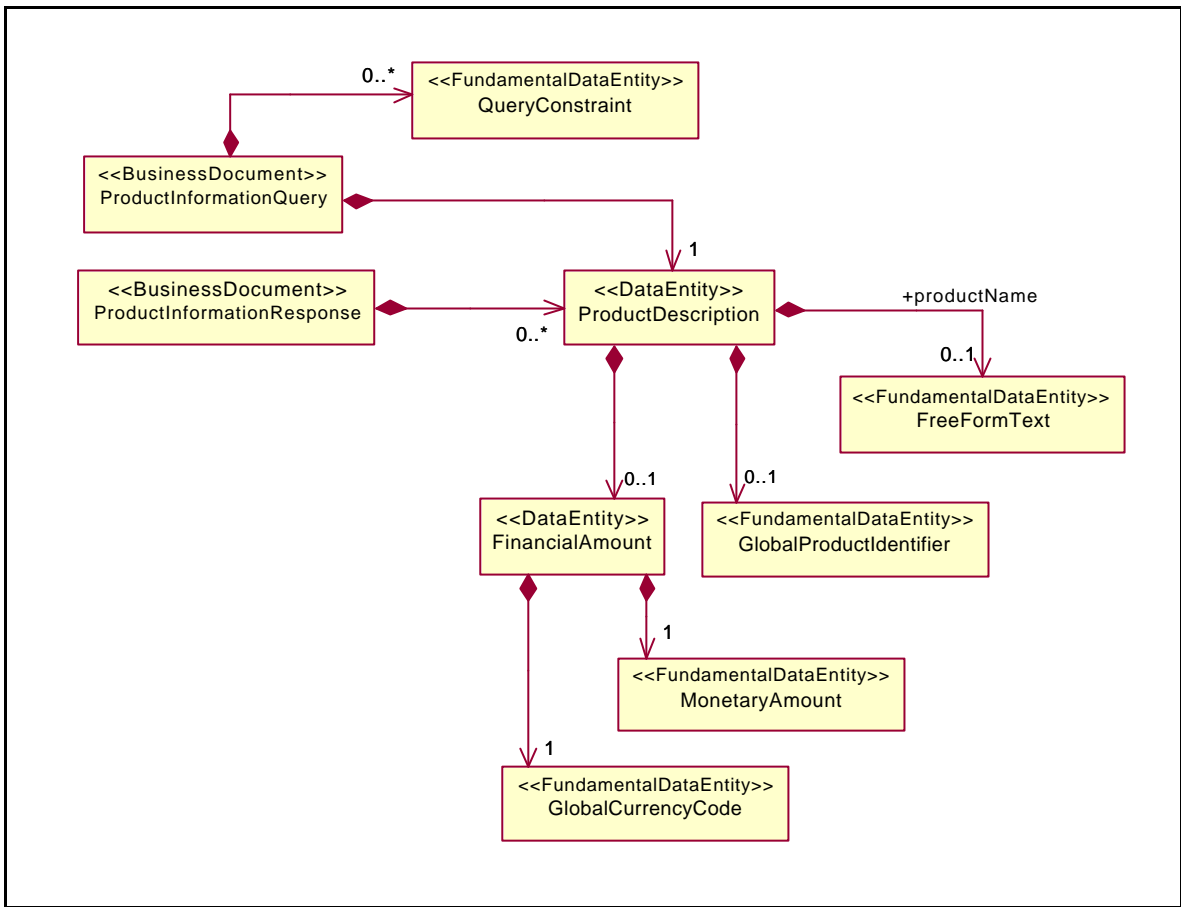 0..*
<<FundamentalDataEntity>>
QueryConstraint
<<BusinessDocument>>
ProductInformationQuery
1
<<BusinessDocument>>
ProductInformationResponse
0..*
<<DataEntity>>
ProductDescription
+productName
0..1
<<FundamentalDataEntity>>
FreeFormText
0..1
0..1
<<DataEntity>>
FinancialAmount
<<FundamentalDataEntity>>
GlobalProductIdentifier
1
<<FundamentalDataEntity>>
MonetaryAmount
1
<<FundamentalDataEntity>>
GlobalCurrencyCode